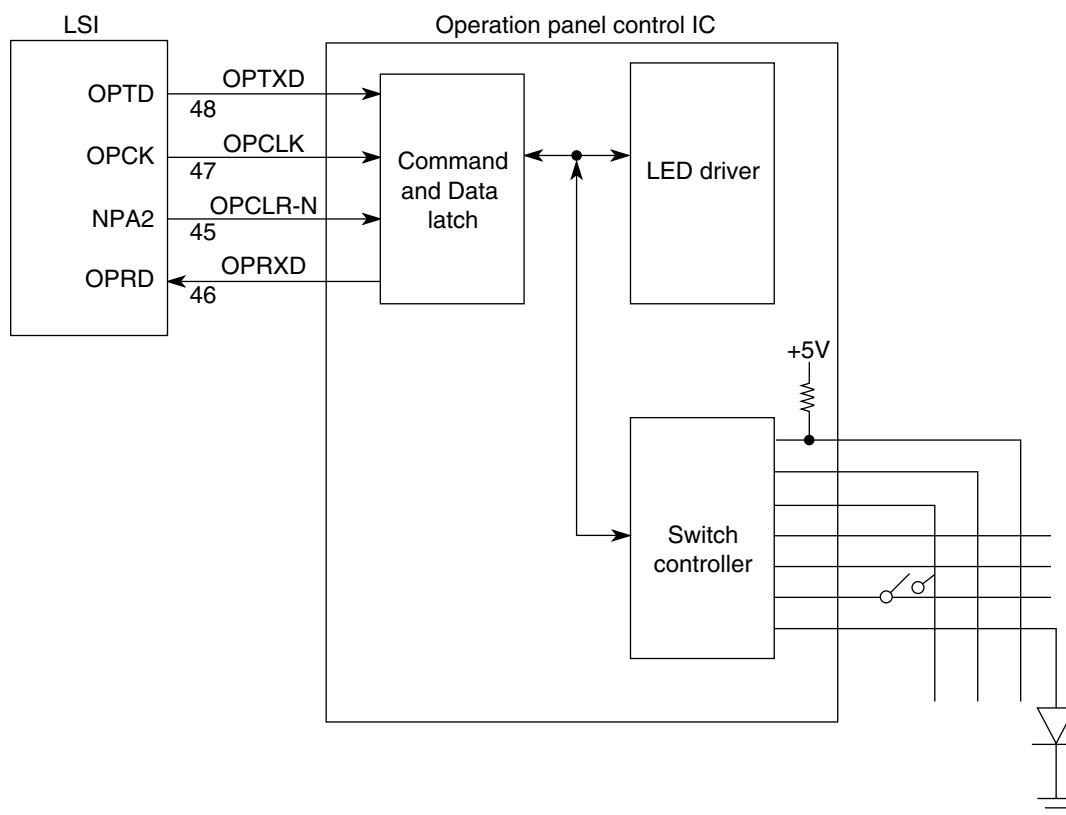 LSI
Operation panel control IC
OPTD
OPTXD
48
OPCK
OPCLK
47
NPA2
OPCLR-N
45
OPRD
OPRXD
46
Command
and Data
latch
LED driver
+5V
Switch
controller